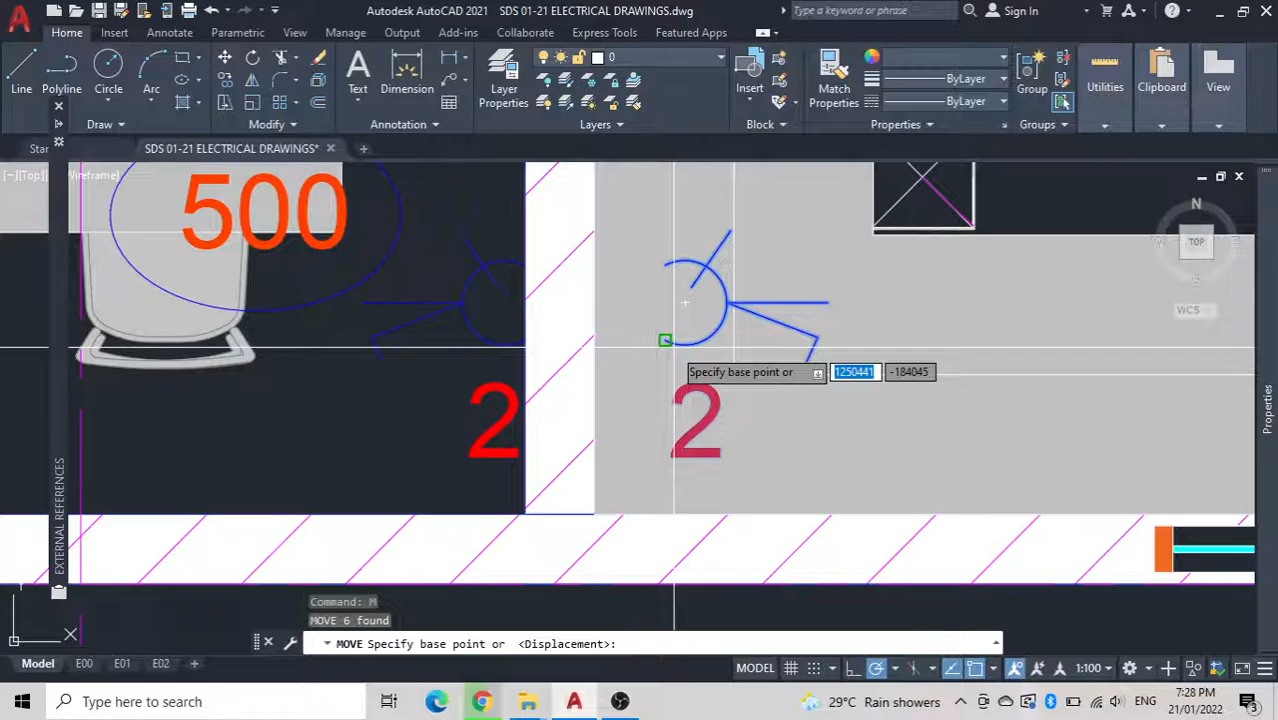 Autodesk AutoCAD 2021 SDS 01-21 ELECTRICAL DRAWINGS.dwg
Type a keyword or phrase
Sign In
Home Insert Annotate Parametric View Manage Output Add-ins Collaborate Express Tools Featured Apps
Line
Polyline
Circle
Arc
Text
Dimension
Layer
Properties
0
Insert
Match
Properties
ByLayer
ByLayer
Group
Utilities
Clipboard
View
Draw
Modify
Annotation
Layers
Block
Properties
Groups
SDS 01-21 ELECTRICAL DRAWINGS*
[−][Top][
Wireframe]
500
N
TOP
S
WCS
Specify base point or 1250441 -184045
2 2
EXTERNAL REFERENCES
Properties
Command: M
MOVE 6 found
MOVE Specify base point or <Displacement>:
Model E00 E01 E02
MODEL
1:100
Type here to search
29°C Rain showers
ENG
7:28 PM
21/01/2022
3